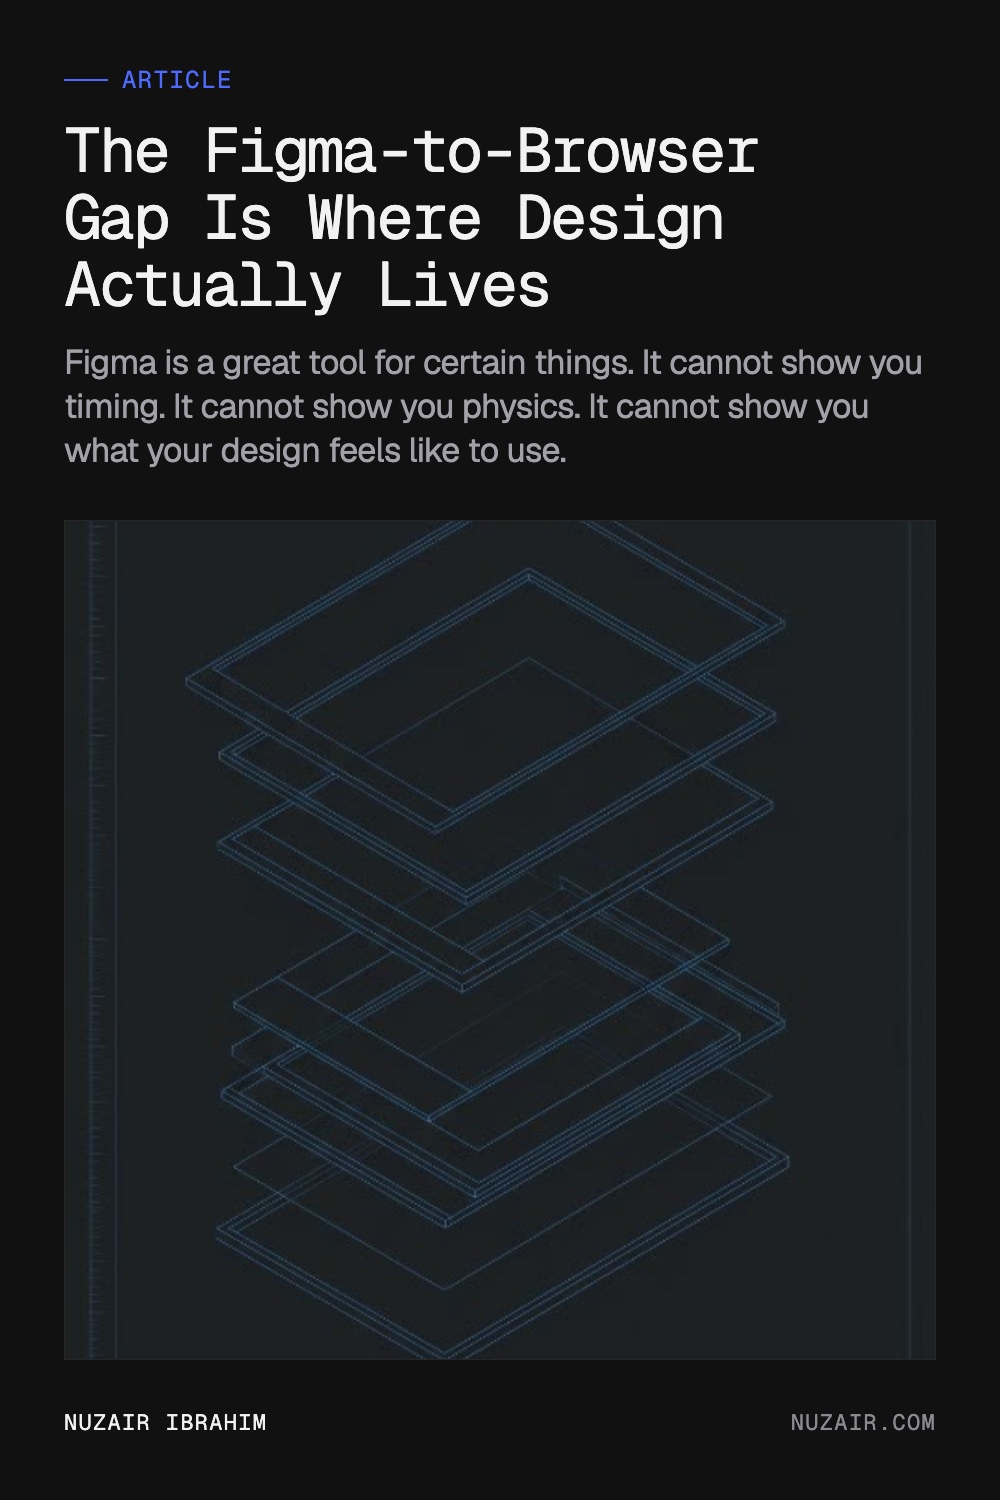 ARTICLE
The Figma-to-Browser
Gap Is Where Design
Actually Lives
Figma is a great tool for certain things. It cannot show you
timing. It cannot show you physics. It cannot show you
what your design feels like to use.
NUZAIR IBRAHIM
NUZAIR.COM